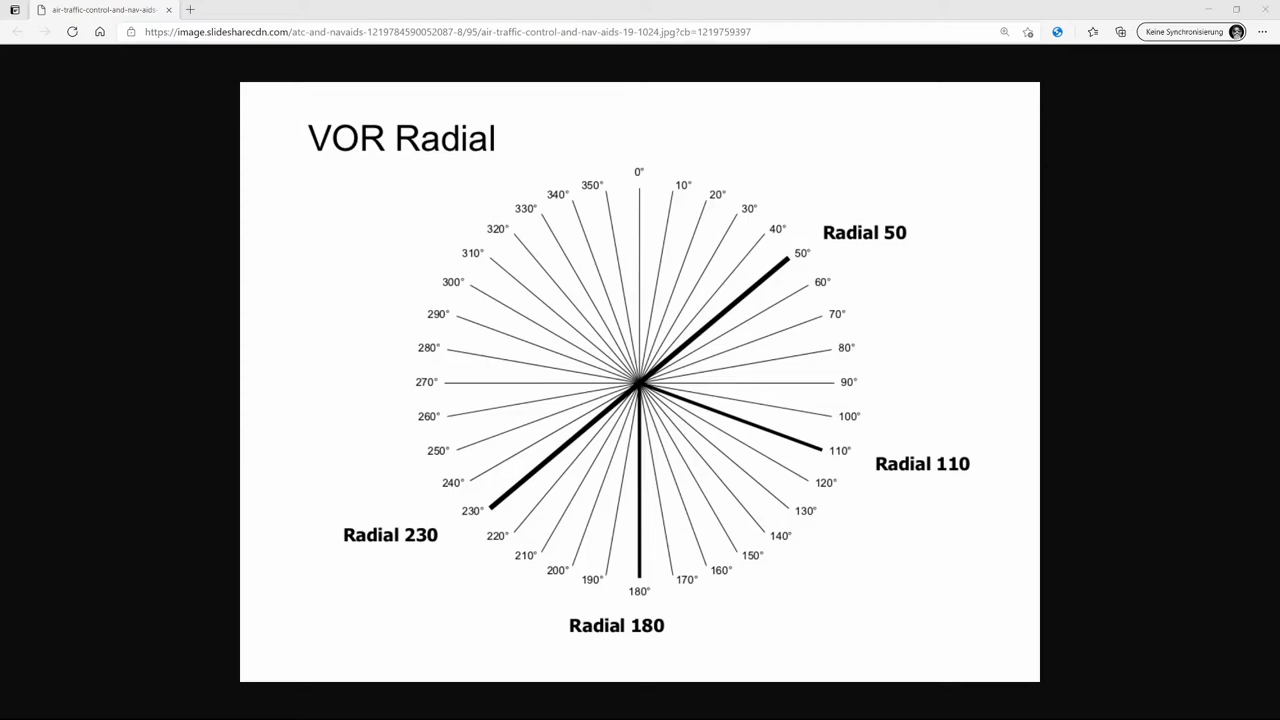 air-traffic-control-and-nav-aids-
https://image.slidesharecdn.com/atc-and-navaids-1219784590052087-8/95/air-traffic-control-and-nav-aids-19-1024.jpg?cb=1219759397
Keine Synchronisierung
VOR Radial
0°
350° 10°
340° 20°
330° 30°
320° 40°
Radial 50
310° 50°
300° 60°
290° 70°
280° 80°
270° 90°
260° 100°
250° 110°
Radial 110
240° 120°
230° 130°
Radial 230
220° 140°
210° 150°
200° 160°
190° 170°
180°
Radial 180